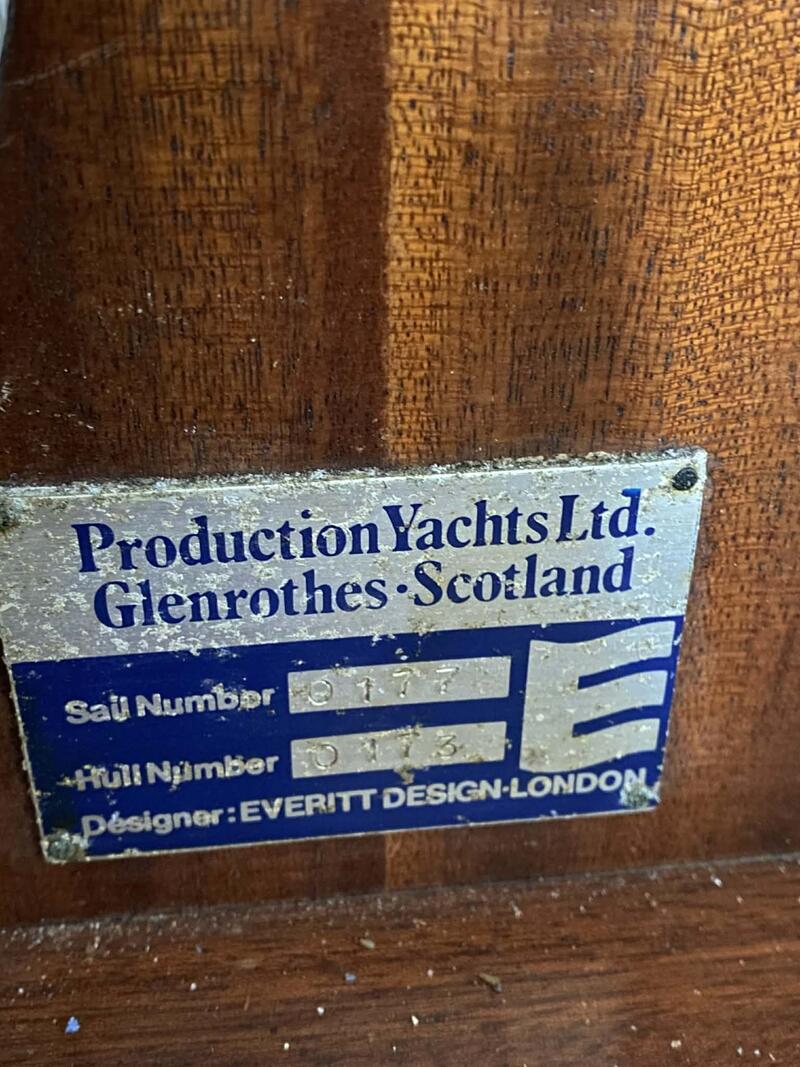 Production Yachts Ltd.
Glenrothes · Scotland
Sail Number 0177
Hull Number 0173
E
Designer: EVERITT DESIGN·LONDON